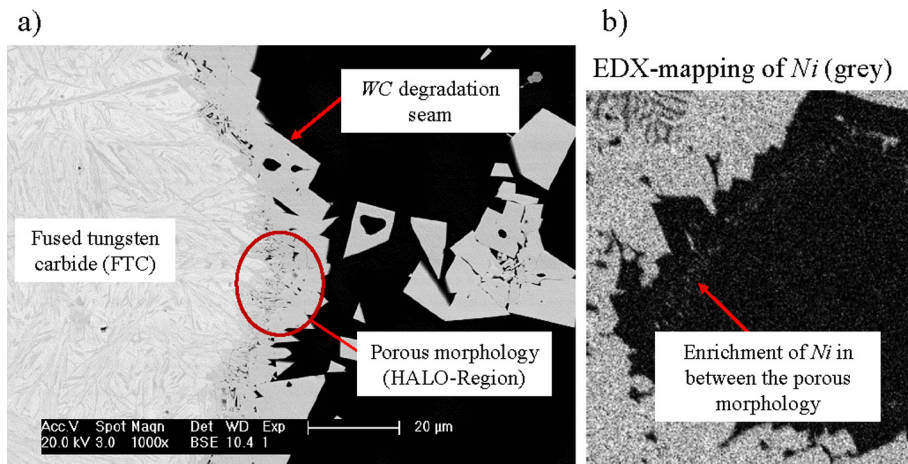 a)
WC degradation
seam
Fused tungsten
carbide (FTC)
Porous morphology
(HALO-Region)
Acc.V Spot Magn Det WD Exp
20.0 kV 3.0 1000x BSE 10.4 1
20 µm
b)
EDX-mapping of Ni (grey)
Enrichment of Ni in
between the porous
morphology